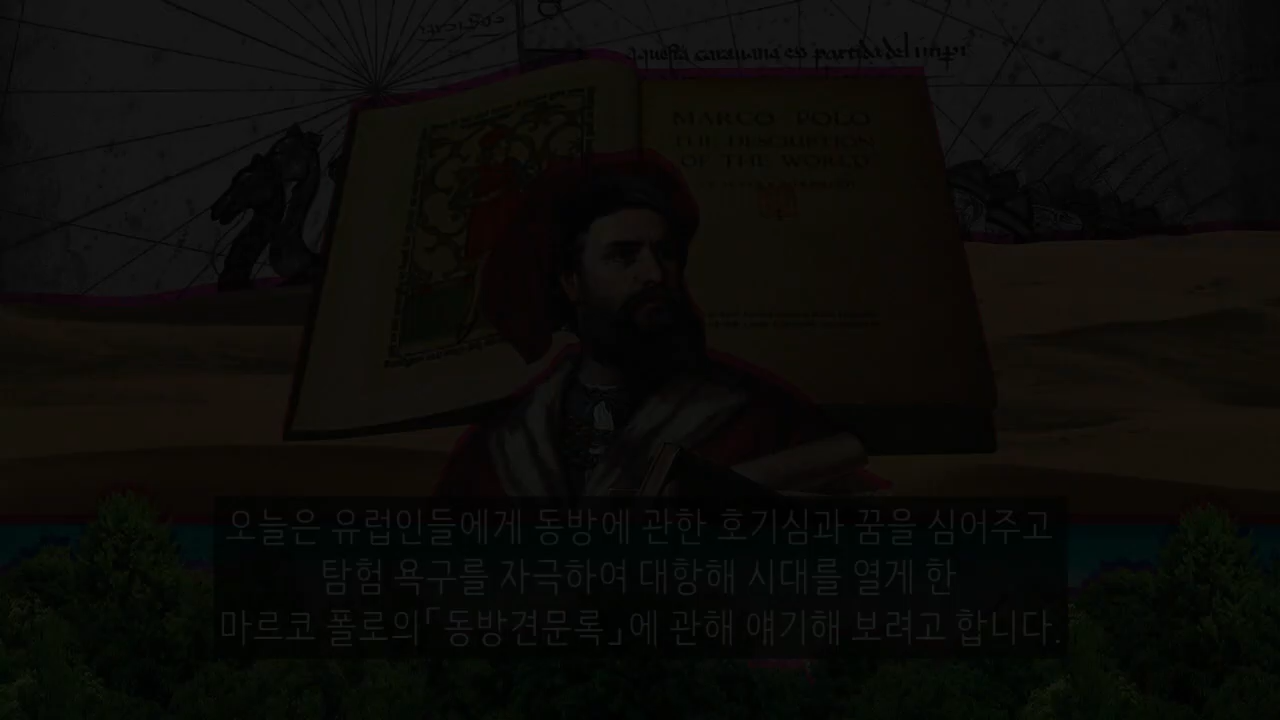 MARCO POLO
THE DESCRIPTION
OF THE WORLD
오늘은 유럽인들에게 동방에 관한 호기심과 꿈을 심어주고
탐험 욕구를 자극하여 대항해 시대를 열게 한
마르코 폴로의「동방견문록」에 관해 얘기해 보려고 합니다.